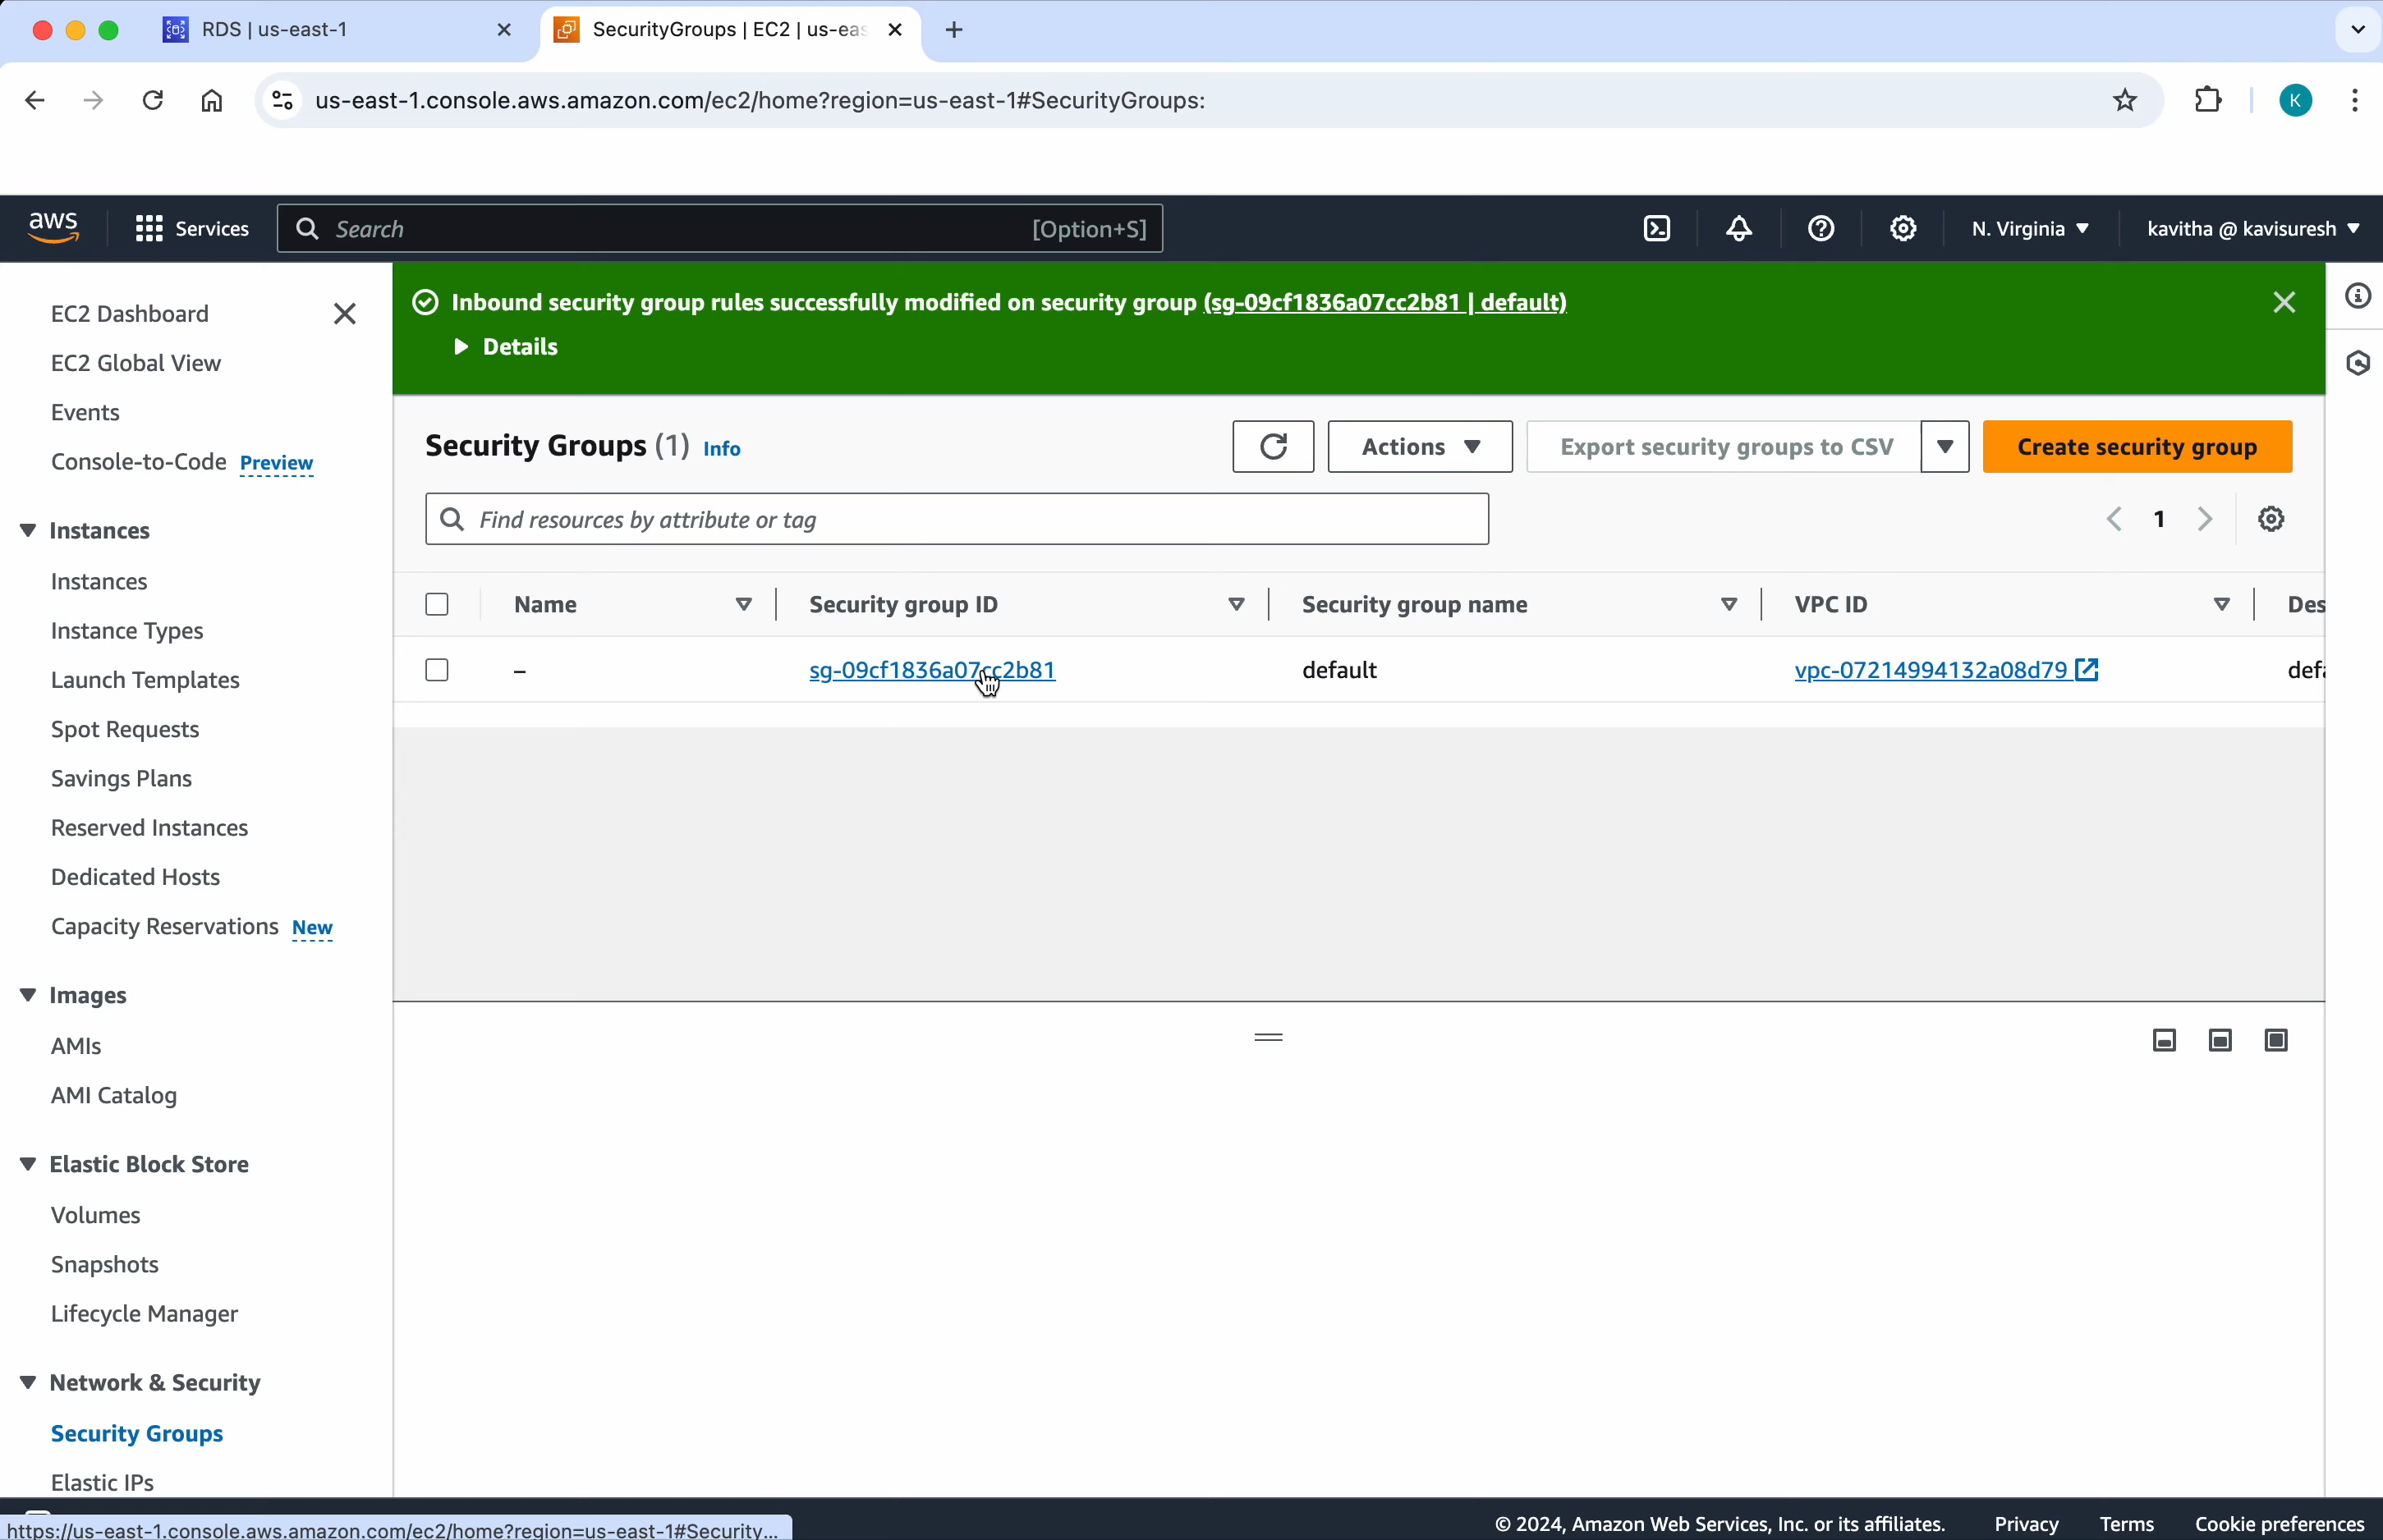 RDS | us-east-1
SecurityGroups | EC2 | us-eas
us-east-1.console.aws.amazon.com/ec2/home?region=us-east-1#SecurityGroups:
K
aws
Services
Search
[Option+S]
N. Virginia
kavitha @ kavisuresh
EC2 Dashboard
EC2 Global View
Events
Console-to-Code Preview
Instances
Instances
Instance Types
Launch Templates
Spot Requests
Savings Plans
Reserved Instances
Dedicated Hosts
Capacity Reservations New
Images
AMIs
AMI Catalog
Elastic Block Store
Volumes
Snapshots
Lifecycle Manager
Network & Security
Security Groups
Elastic IPs
Inbound security group rules successfully modified on security group (sg-09cf1836a07cc2b81 | default)
Details
Security Groups (1) Info
Actions
Export security groups to CSV
Create security group
Find resources by attribute or tag
1
Name Security group ID Security group name VPC ID Des
– sg-09cf1836a07cc2b81 default vpc-07214994132a08d79 defa
https://us-east-1.console.aws.amazon.com/ec2/home?region=us-east-1#Security...
© 2024, Amazon Web Services, Inc. or its affiliates. Privacy Terms Cookie preferences